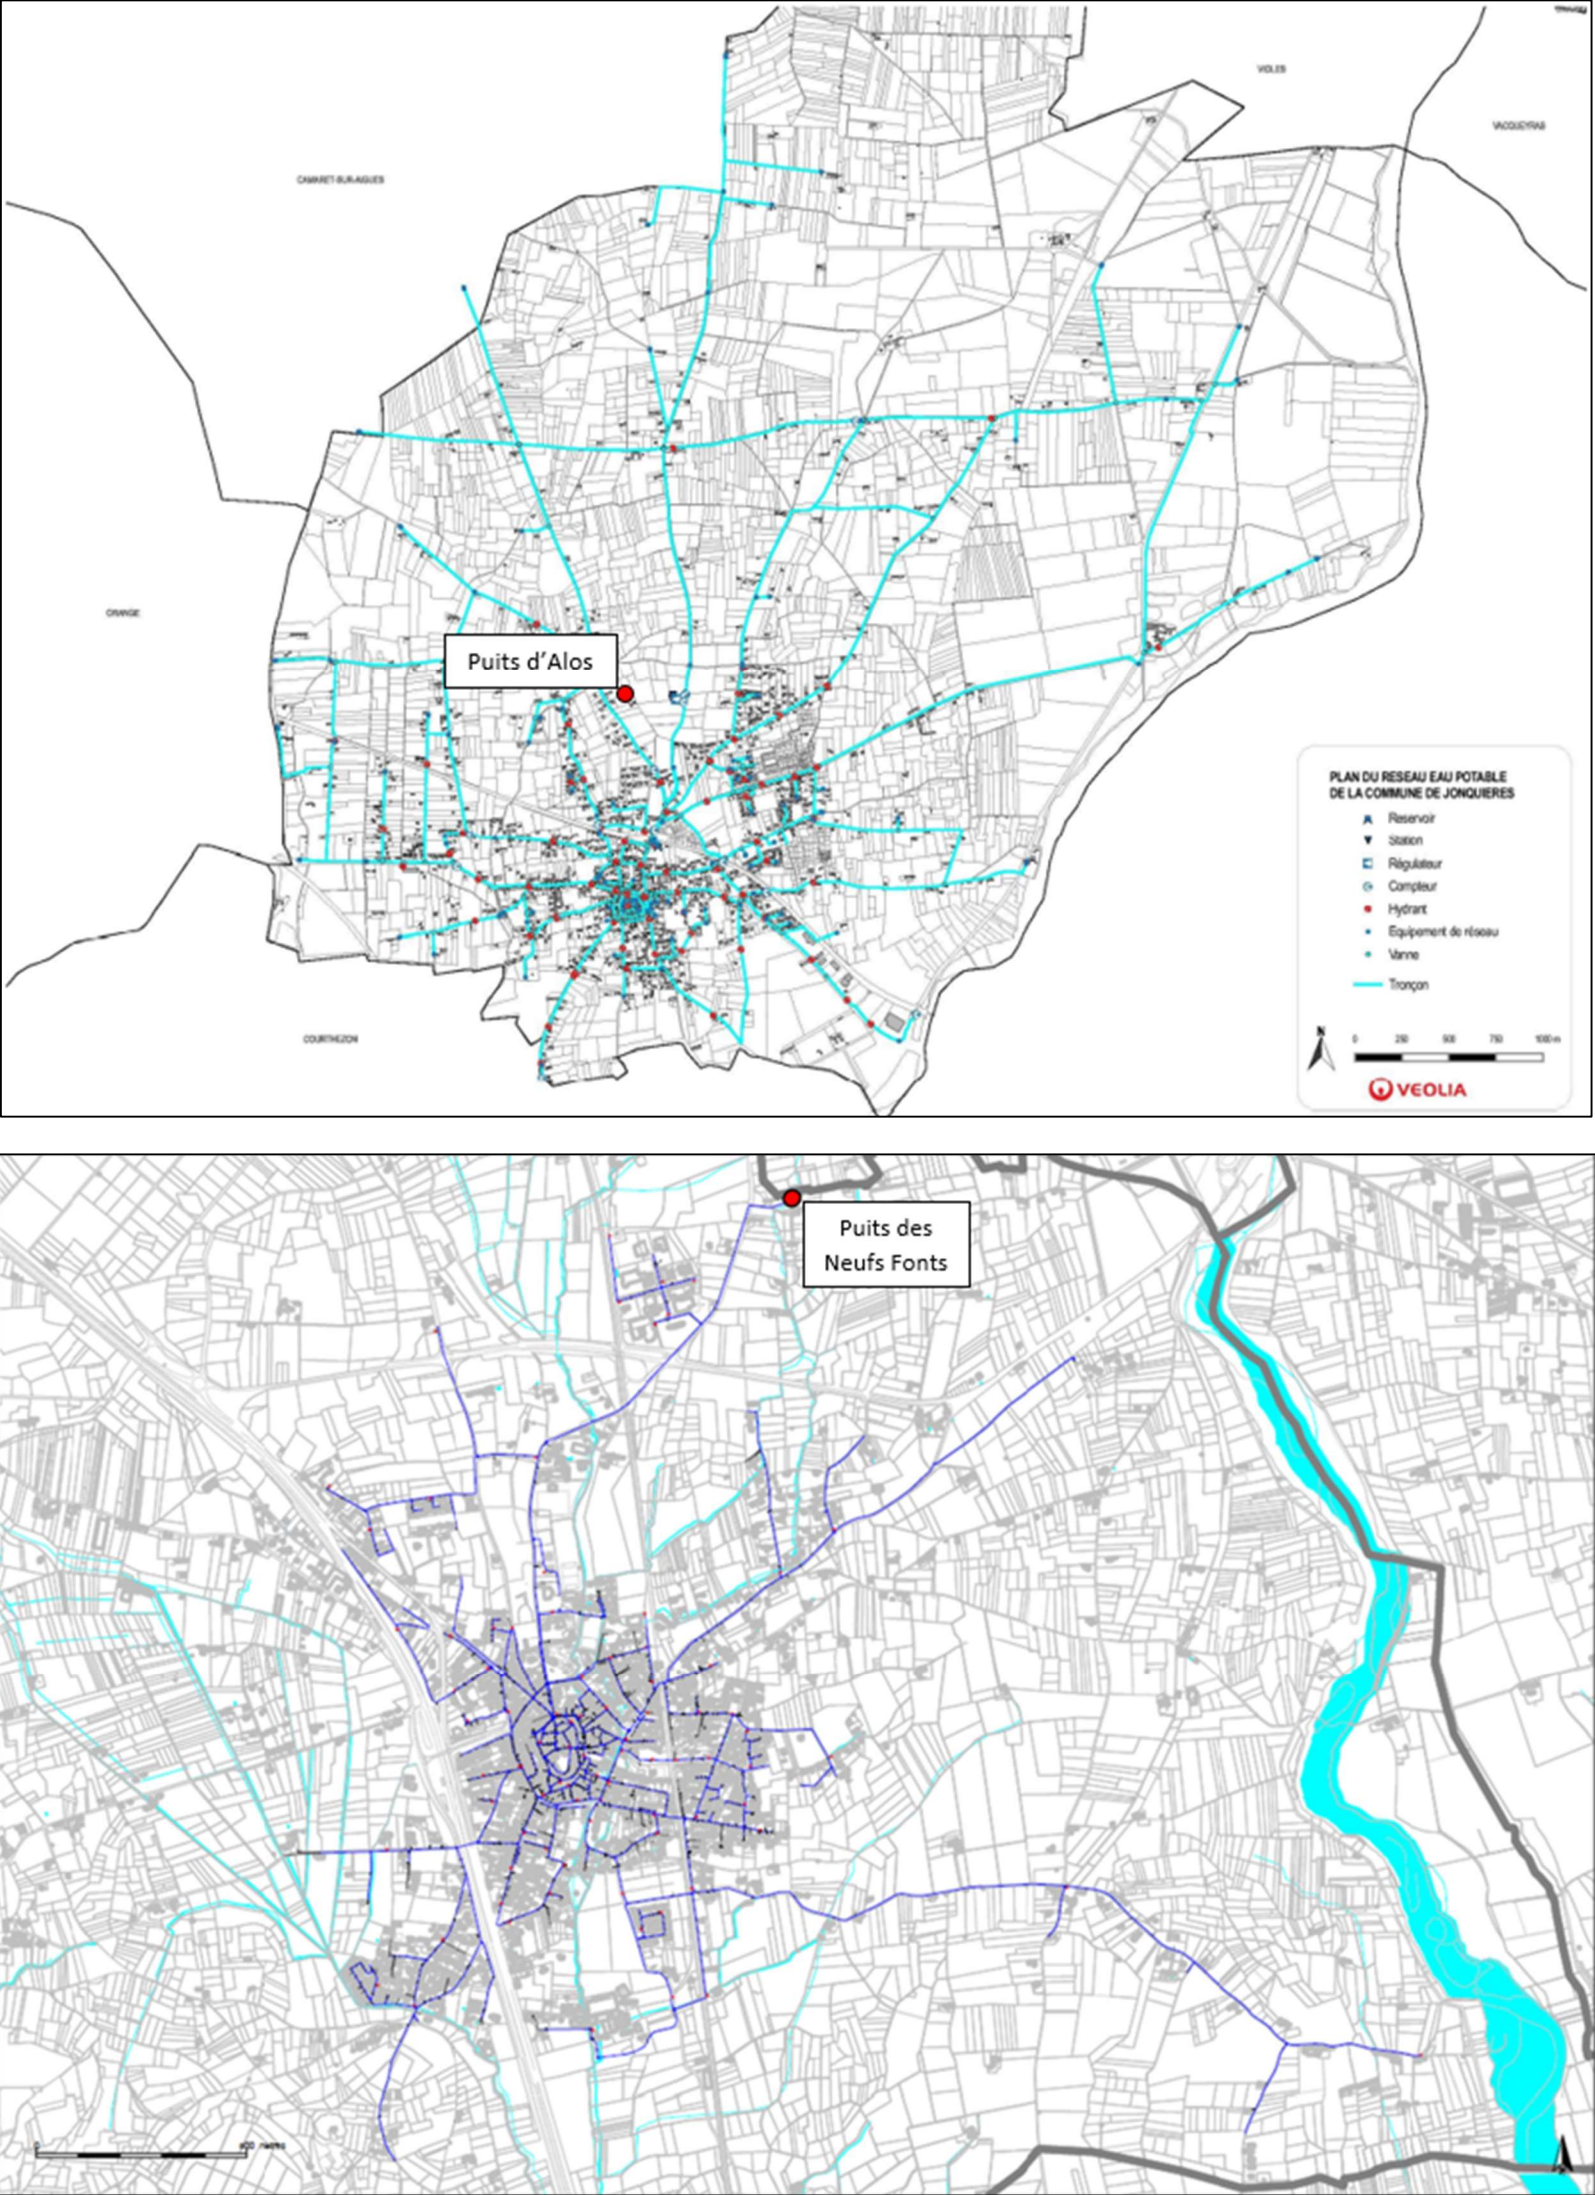 VIOLES
VACQUEYRAS
CAMARET-SUR-AIGUES
ORANGE
Puits d'Alos
COURTHEZON
PLAN DU RESEAU EAU POTABLE
DE LA COMMUNE DE JONQUIERES
Reservoir
Station
Régulateur
Compteur
Hydrant
Equipement de réseau
Vanne
Tronçon
N
0 250 500 750 1000 m
VEOLIA
Puits des
Neufs Fonts